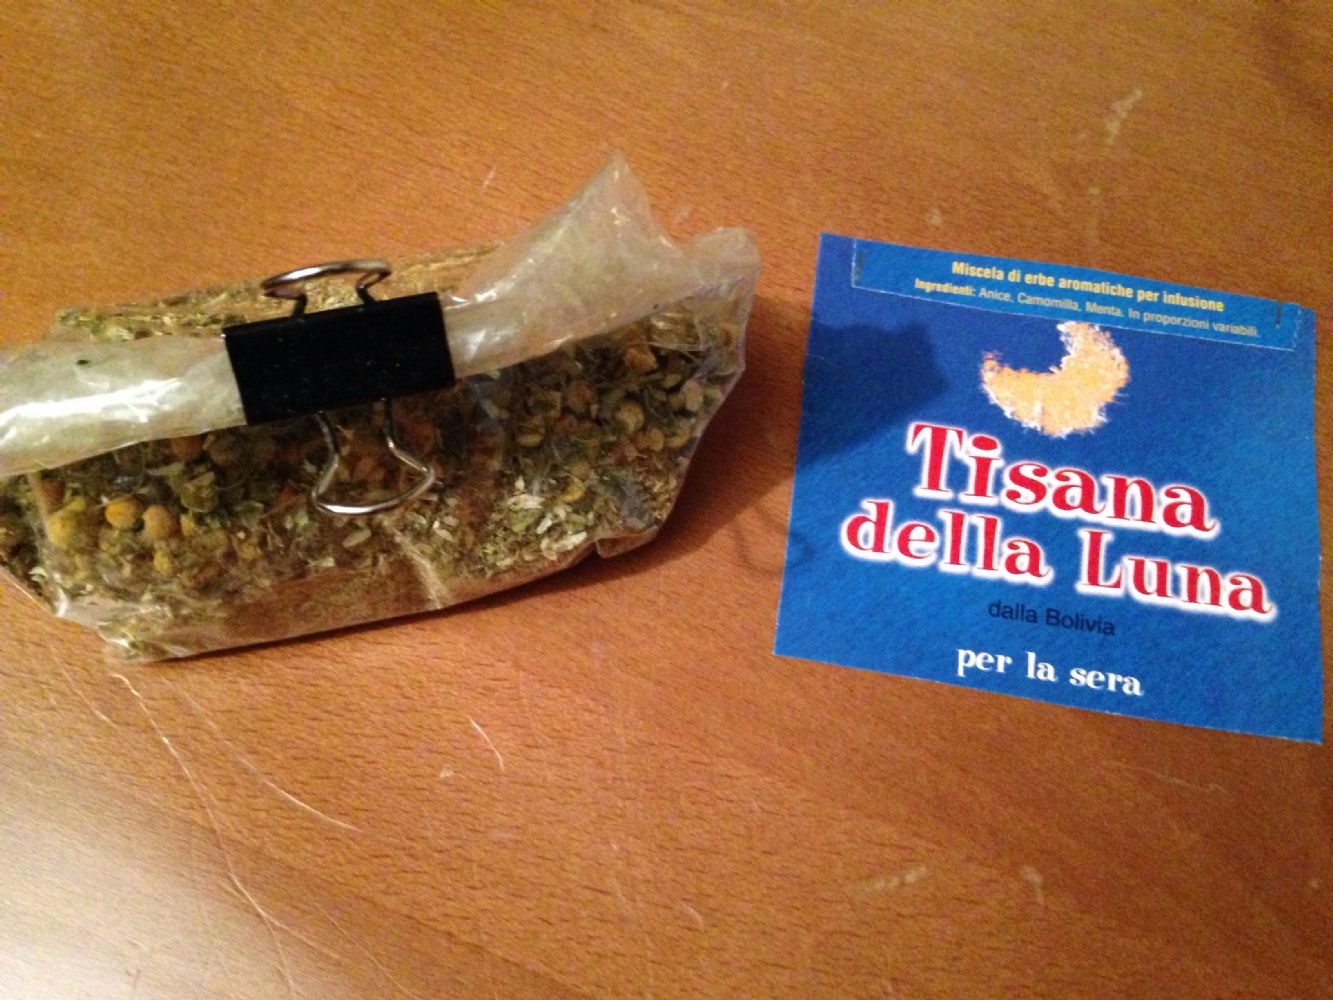 Miscela di erbe aromatiche per infusione
Ingredienti: Anice, Camomilla, Menta. In proporzioni variabili.
Tisana
della Luna
dalla Bolivia
per la sera